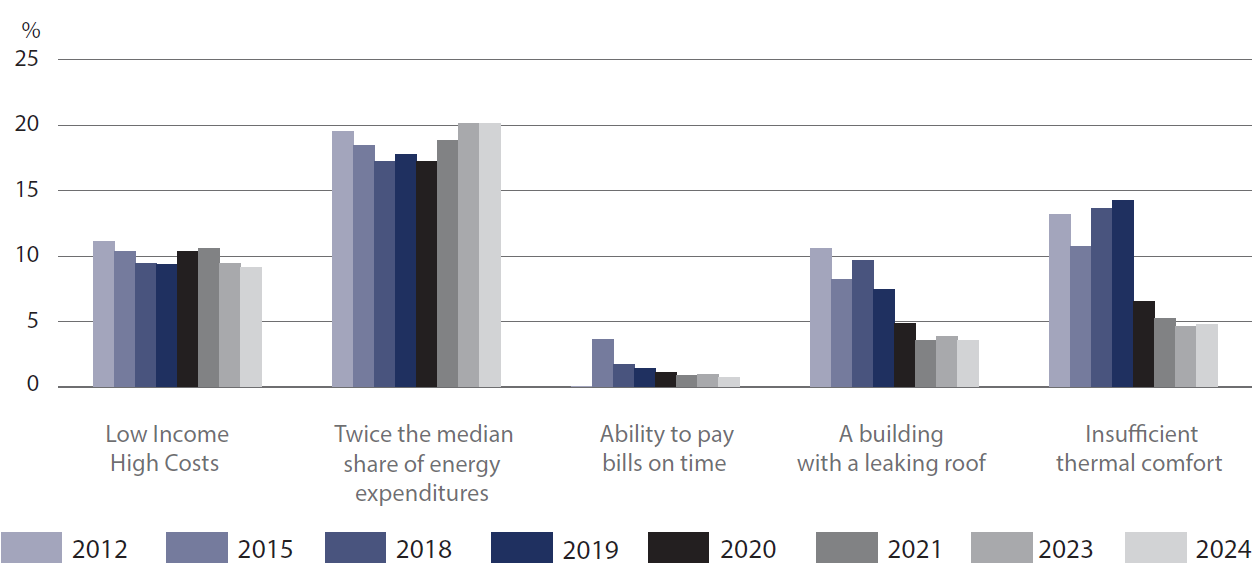 %
25
20
15
10
5
0
Low Income
High Costs
Twice the median
share of energy
expenditures
Ability to pay
bills on time
A building
with a leaking roof
Insufficient
thermal comfort
2012 2015 2018 2019 2020 2021 2023 2024